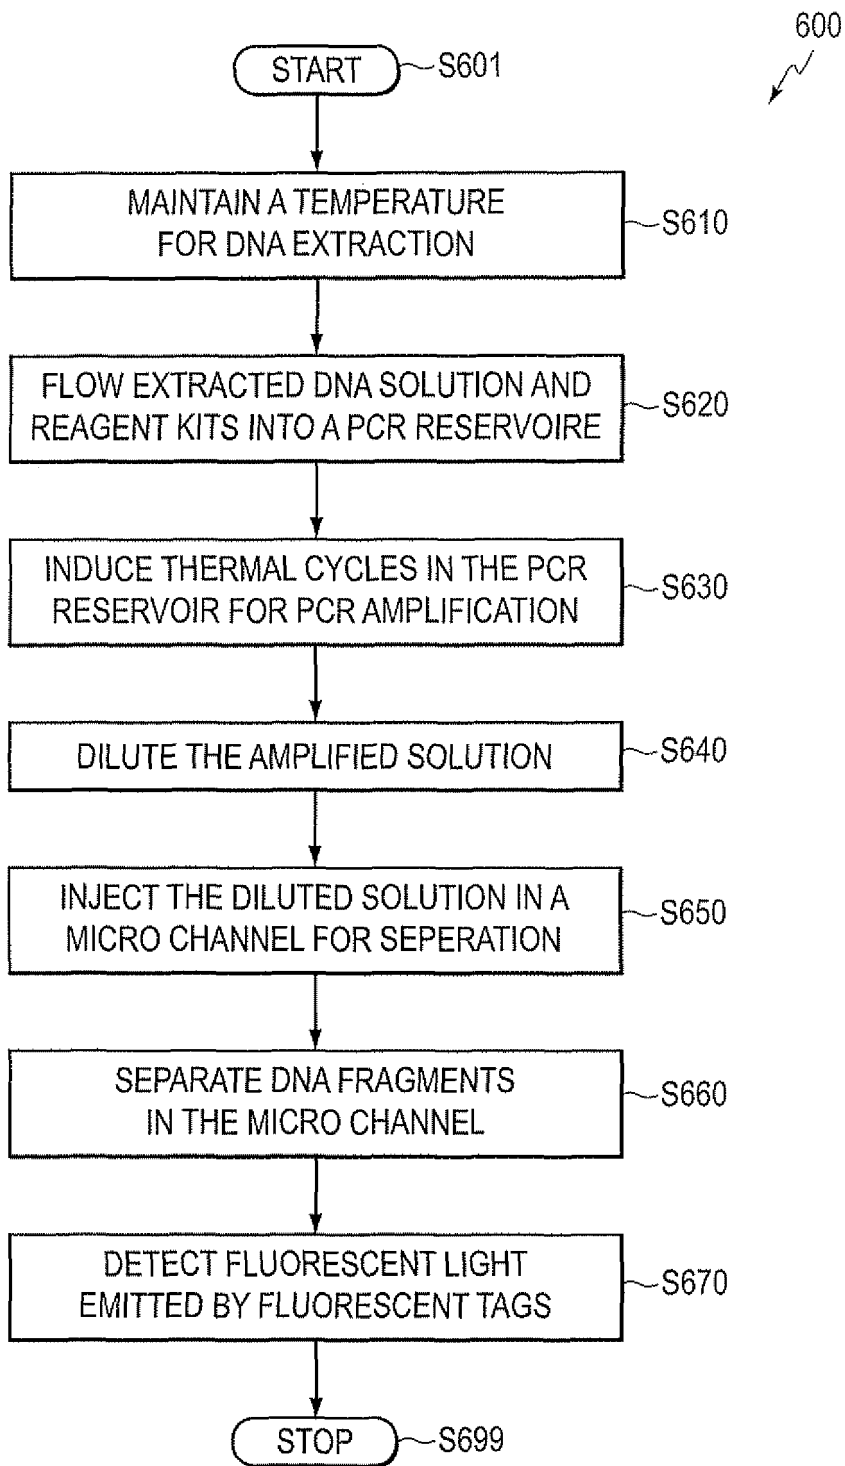 600
START
S601
MAINTAIN A TEMPERATURE
FOR DNA EXTRACTION
S610
FLOW EXTRACTED DNA SOLUTION AND
REAGENT KITS INTO A PCR RESERVOIRE
S620
INDUCE THERMAL CYCLES IN THE PCR
RESERVOIR FOR PCR AMPLIFICATION
S630
DILUTE THE AMPLIFIED SOLUTION
S640
INJECT THE DILUTED SOLUTION IN A
MICRO CHANNEL FOR SEPERATION
S650
SEPARATE DNA FRAGMENTS
IN THE MICRO CHANNEL
S660
DETECT FLUORESCENT LIGHT
EMITTED BY FLUORESCENT TAGS
S670
STOP
S699